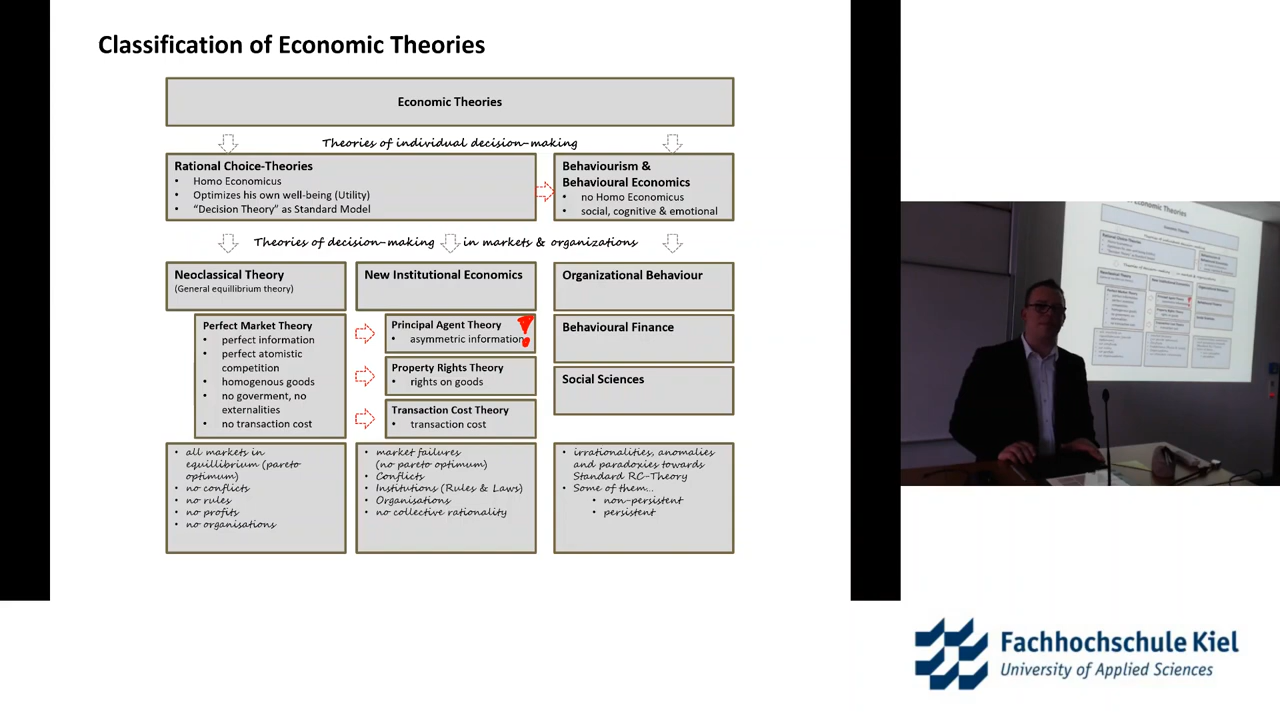 Classification of Economic Theories
Economic Theories
Theories of individual decision-making
Rational Choice-Theories
• Homo Economicus
• Optimizes his own well-being (Utility)
• “Decision Theory” as Standard Model
Behaviourism &
Behavioural Economics
• no Homo Economicus
• social, cognitive & emotional
Theories of decision-making in markets & organizations
Neoclassical Theory
(General equillibrium theory)
Perfect Market Theory
• perfect information
• perfect atomistic
competition
• homogenous goods
• no goverment, no
externalities
• no transaction cost
• all markets in
equilibrium (pareto
optimum)
• no conflicts
• no rules
• no profits
• no organisations
New Institutional Economics
Principal Agent Theory
• asymmetric information
Property Rights Theory
• rights on goods
Transaction Cost Theory
• transaction cost
• market failures
(no pareto optimum)
• Conflicts
• Institutions (Rules & Laws)
• Organisations
• no collective rationality
Organizational Behaviour
Behavioural Finance
Social Sciences
• irrationalities, anomalies
and paradoxies towards
Standard RC-Theory
• Some of them...
• non-persistent
• persistent
Fachhochschule Kiel
University of Applied Sciences